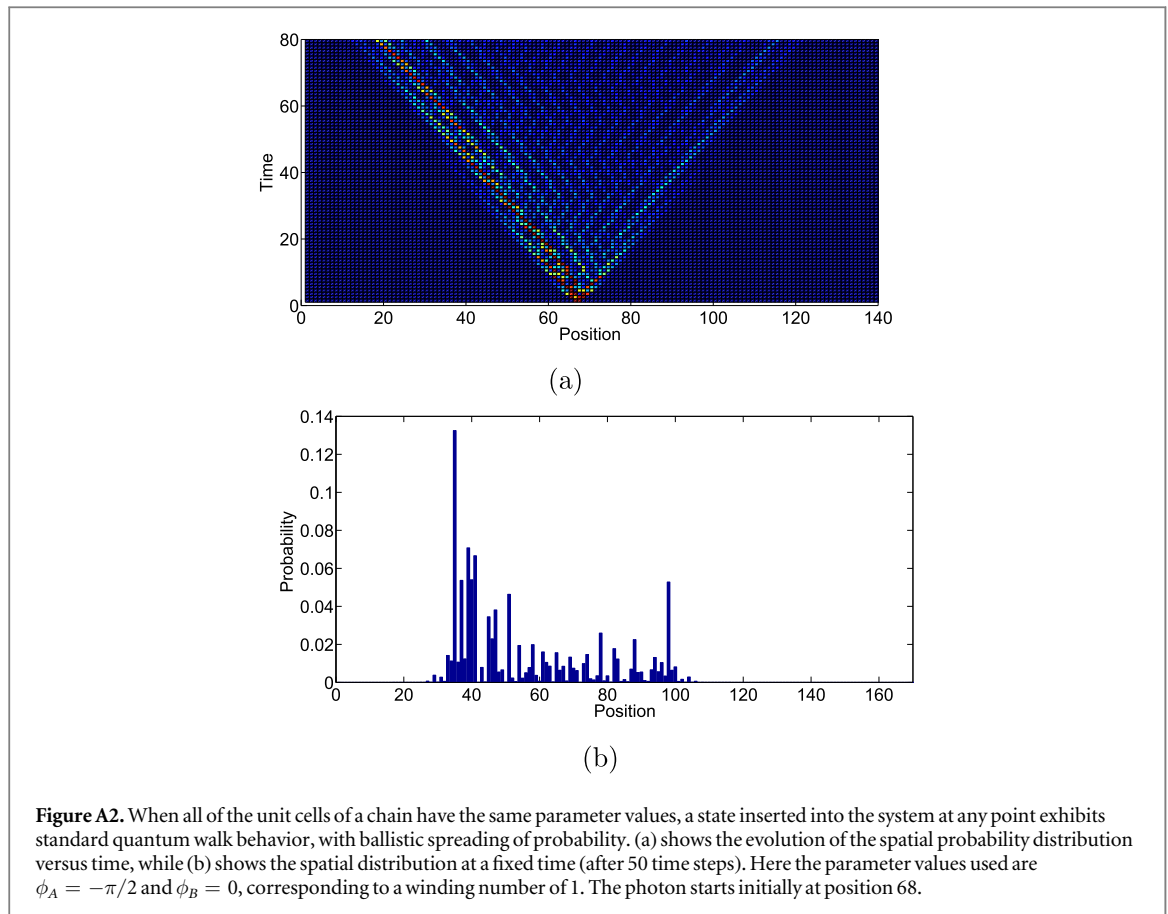 80
60
40
20
0
Time
0 20 40 60 80 100 120 140
Position
(a)
0.14
0.12
0.1
0.08
0.06
0.04
0.02
0
Probability
0 20 40 60 80 100 120 140 160
Position
(b)
Figure A2. When all of the unit cells of a chain have the same parameter values, a state inserted into the system at any point exhibits
standard quantum walk behavior, with ballistic spreading of probability. (a) shows the evolution of the spatial probability distribution
versus time, while (b) shows the spatial distribution at a fixed time (after 50 time steps). Here the parameter values used are
ϕ_A = −π/2 and ϕ_B = 0, corresponding to a winding number of 1. The photon starts initially at position 68.